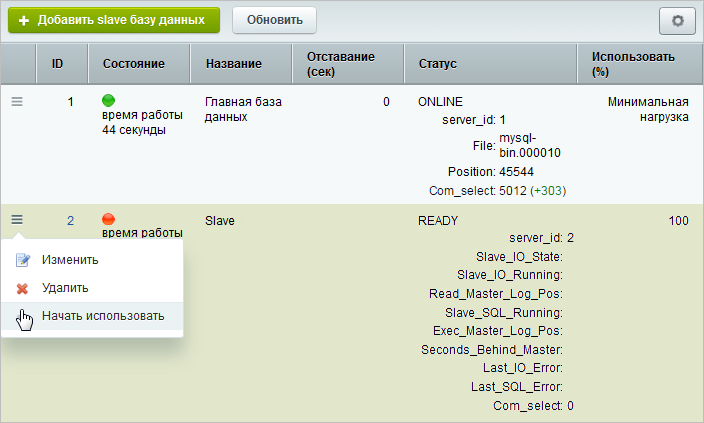 Добавить slave базу данных
Обновить
ID Состояние Название Отставание (сек) Статус Использовать (%)
1 время работы 44 секунды Главная база данных 0 ONLINE Минимальная нагрузка
server_id: 1
File: mysql-bin.000010
Position: 45544
Com_select: 5012 (+303)
2 время работы Slave READY 100
server_id: 2
Slave_IO_State:
Slave_IO_Running:
Read_Master_Log_Pos:
Slave_SQL_Running:
Exec_Master_Log_Pos:
Seconds_Behind_Master:
Last_IO_Error:
Last_SQL_Error:
Com_select: 0
Изменить
Удалить
Начать использовать